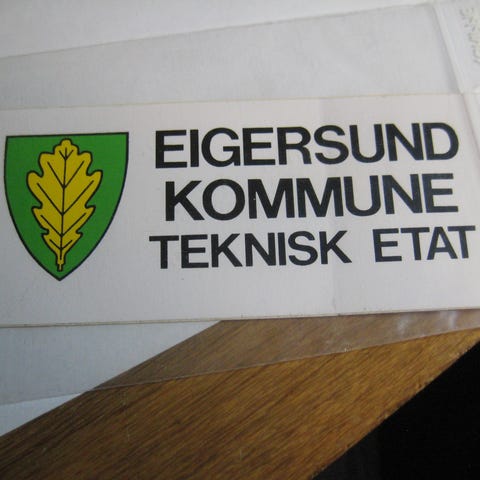 EIGERSUND
KOMMUNE
TEKNISK ETAT